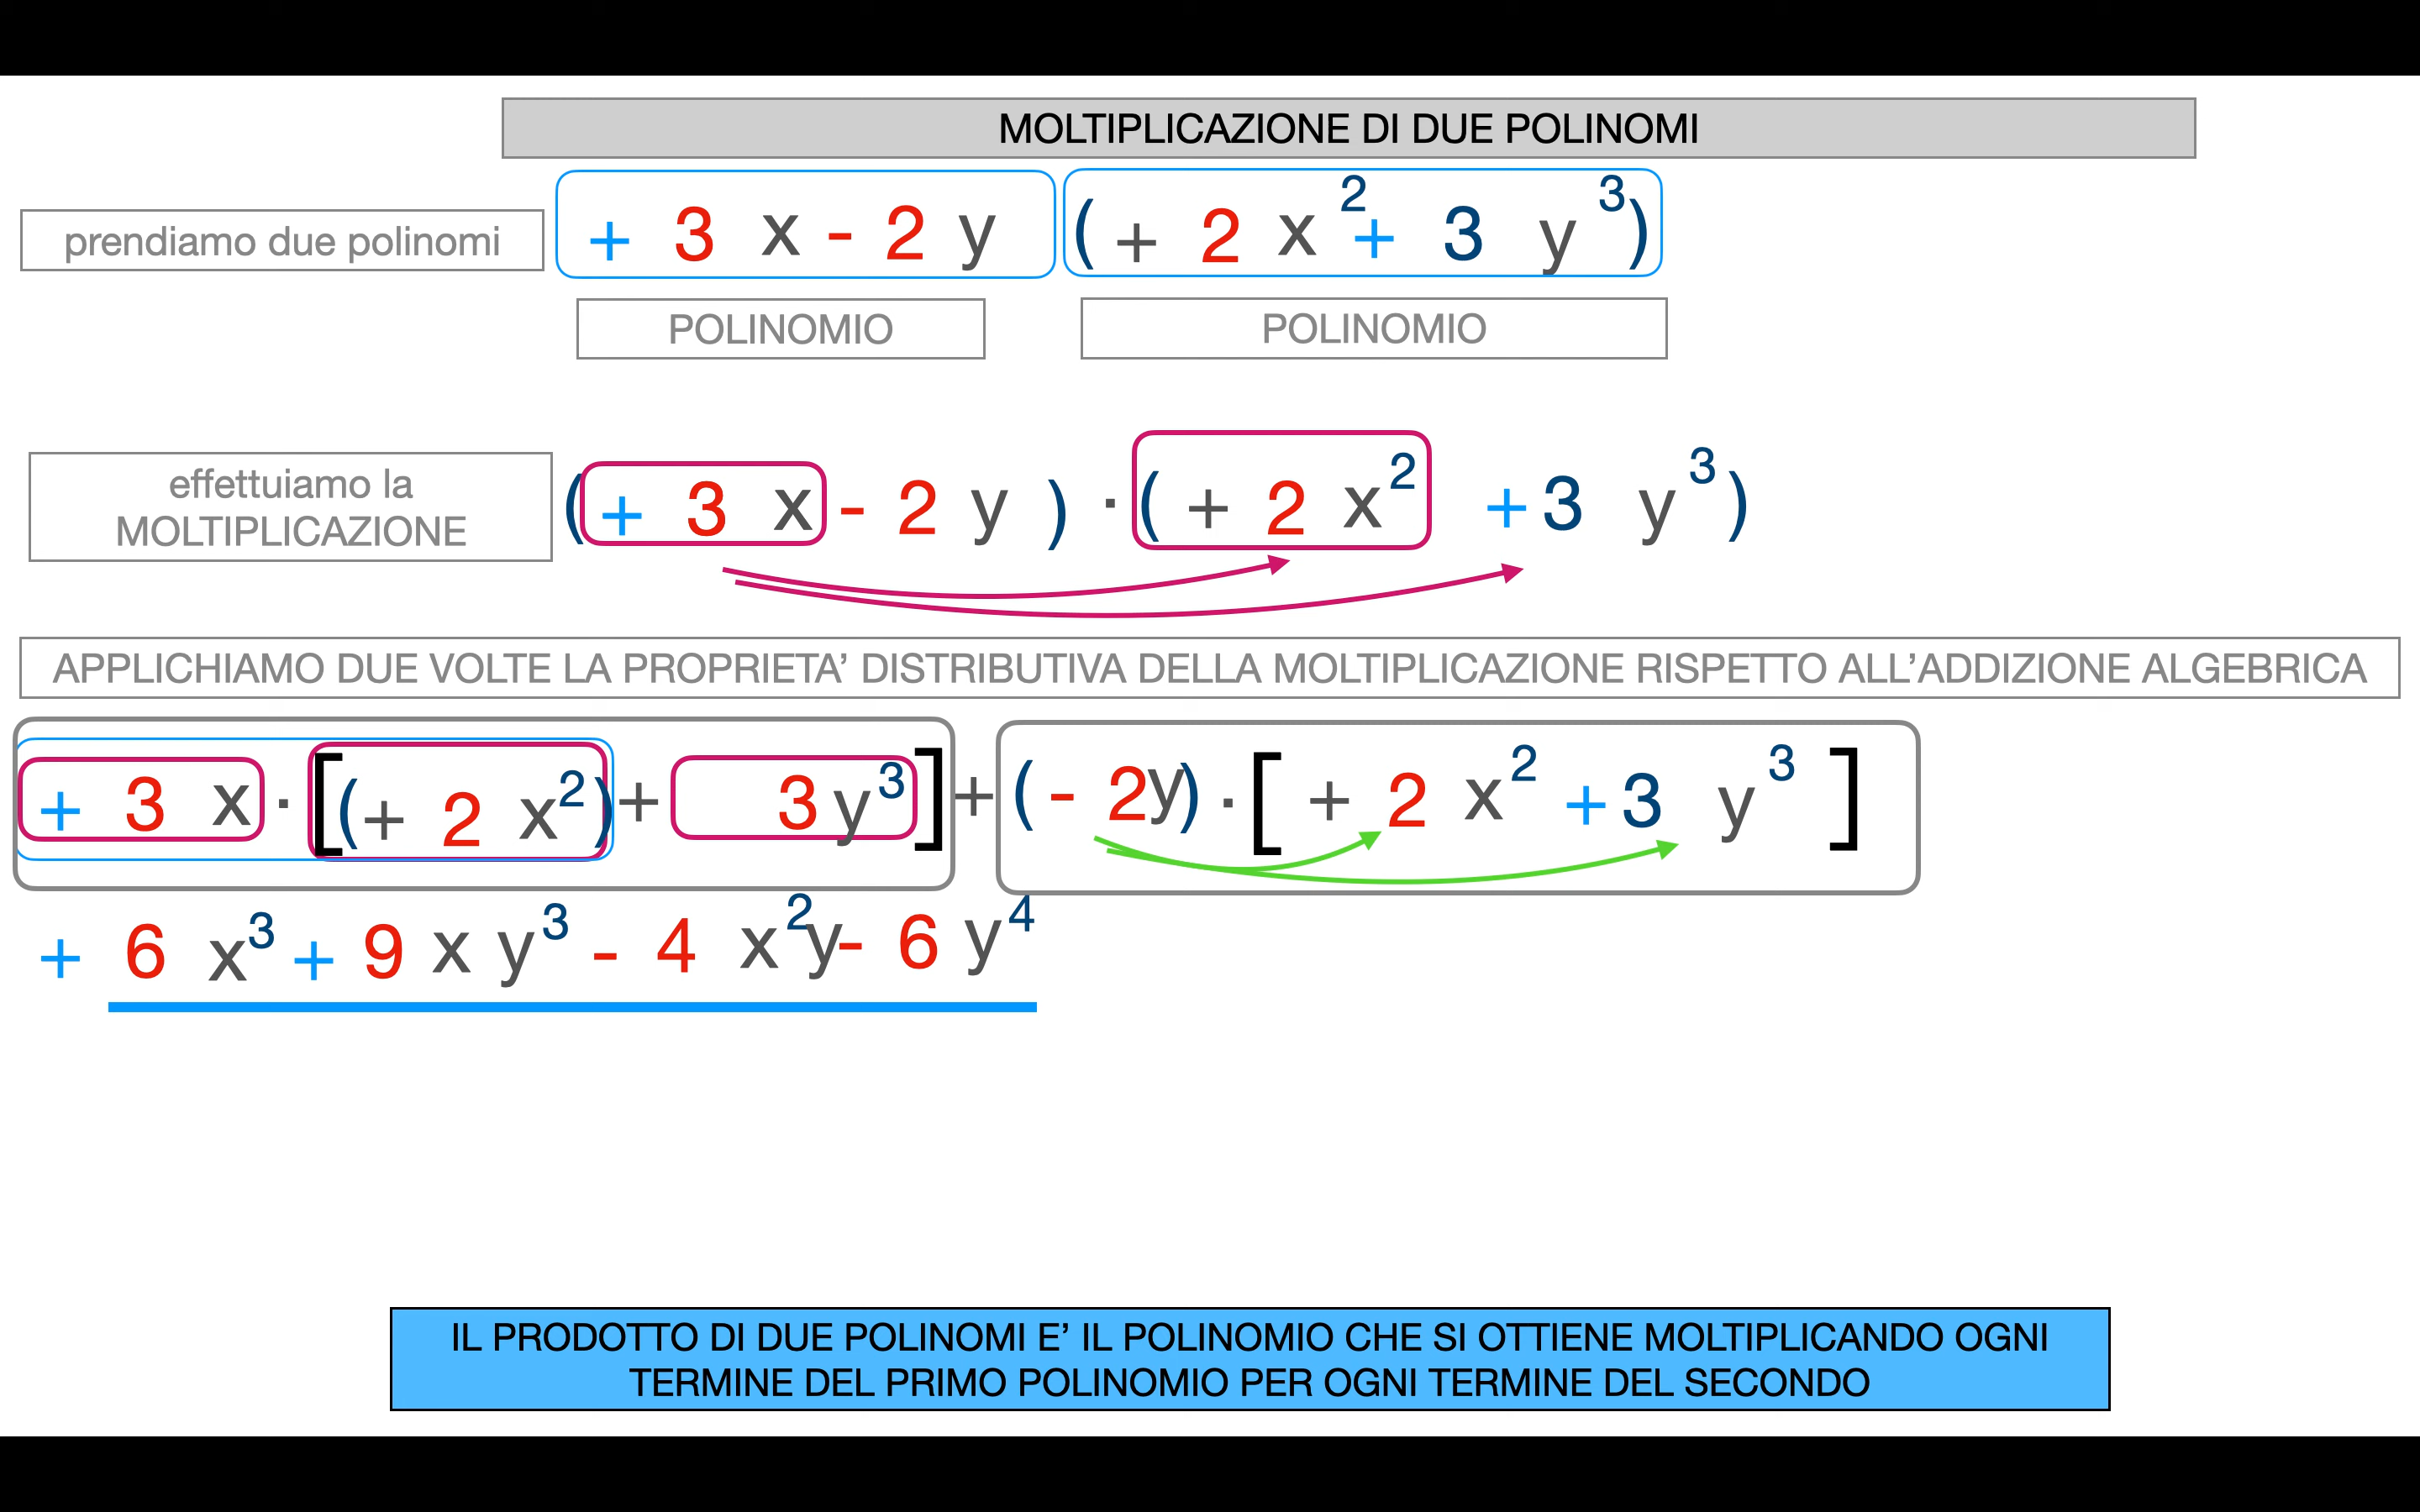 MOLTIPLICAZIONE DI DUE POLINOMI
prendiamo due polinomi
+ 3 x - 2 y (+ 2 x² + 3 y³)
POLINOMIO POLINOMIO
effettuiamo la
MOLTIPLICAZIONE
(+ 3 x - 2 y ) · (+ 2 x² + 3 y³)
APPLICHIAMO DUE VOLTE LA PROPRIETA' DISTRIBUTIVA DELLA MOLTIPLICAZIONE RISPETTO ALL'ADDIZIONE ALGEBRICA
+ 3 x · [(+ 2 x²) + 3 y³] + (- 2y) · [ + 2 x² + 3 y³ ]
+ 6 x³ + 9 x y³ - 4 x²y - 6 y⁴
IL PRODOTTO DI DUE POLINOMI E' IL POLINOMIO CHE SI OTTIENE MOLTIPLICANDO OGNI
TERMINE DEL PRIMO POLINOMIO PER OGNI TERMINE DEL SECONDO